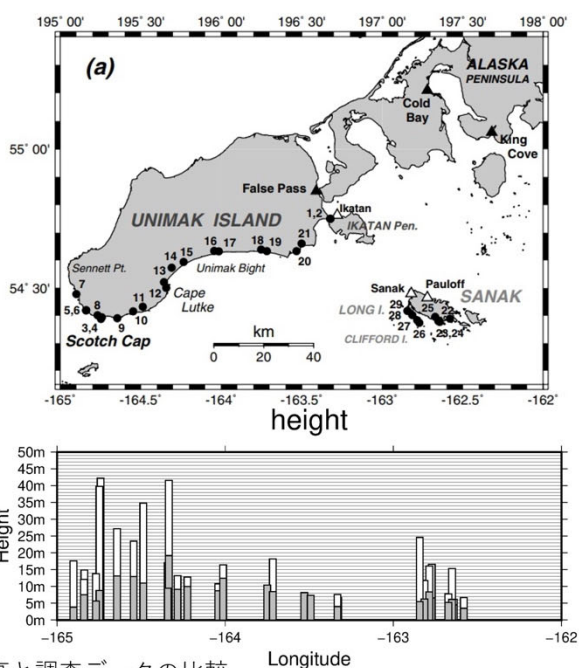 195° 00' 195° 30' 196° 00' 196° 30' 197° 00' 197° 30' 198° 00'
(a)
ALASKA
PENINSULA
Cold
Bay
King
Cove
55° 00'
False Pass
1,2
Ikatan
IKATAN Pen.
UNIMAK ISLAND
21
20
18 19
16 17
15
14
13
12
Unimak Bight
Sennett Pt.
7
Cape
Lutke
11
10
5,6
8
3,4
9
Scotch Cap
54° 30'
Sanak
Pauloff
SANAK
29
25
22
LONG I.
28
27
26
23,24
CLIFFORD I.
km
0 20 40
-165 -164.5 -164 -163.5 -163 -162.5 -162
height
50m
45m
40m
35m
30m
25m
20m
15m
10m
5m
0m
Height
-165 -164 -163 -162
Longitude
と調査データの比較